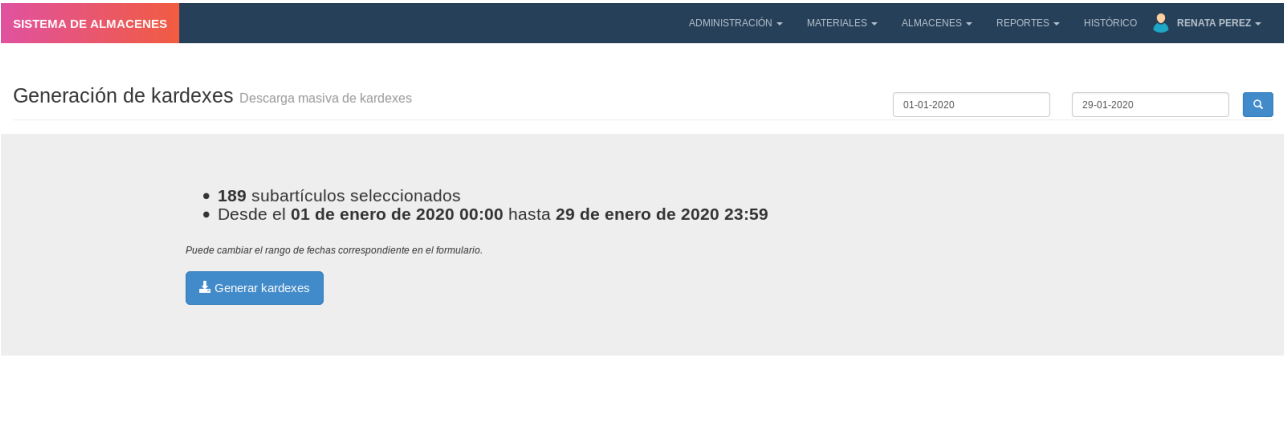 SISTEMA DE ALMACENES
ADMINISTRACIÓN MATERIALES ALMACENES REPORTES HISTÓRICO RENATA PEREZ
Generación de kardexes Descarga masiva de kardexes
01-01-2020 29-01-2020
189 subartículos seleccionados
Desde el 01 de enero de 2020 00:00 hasta 29 de enero de 2020 23:59
Puede cambiar el rango de fechas correspondiente en el formulario.
Generar kardexes